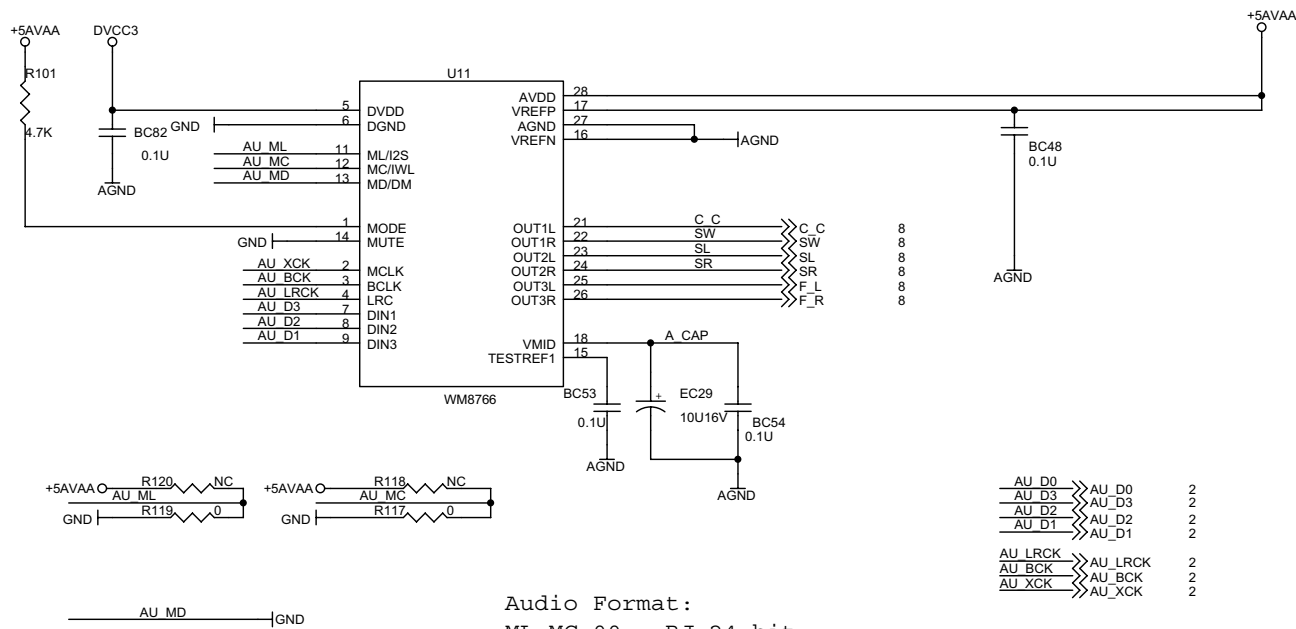 +5AVAA DVCC3 +5AVAA
R101
4.7K
BC82
0.1U
AGND
GND
U11
5 DVDD
6 DGND
AU_ML 11 ML/I2S
AU_MC 12 MC/IWL
AU_MD 13 MD/DM
1 MODE
GND 14 MUTE
AU_XCK 2 MCLK
AU_BCK 3 BCLK
AU_LRCK 4 LRC
AU_D3 7 DIN1
AU_D2 8 DIN2
AU_D1 9 DIN3
AVDD 28
VREFP 17
AGND 27
VREFN 16
AGND
BC48
0.1U
AGND
OUT1L 21 C_C C_C 8
OUT1R 22 SW SW 8
OUT2L 23 SL SL 8
OUT2R 24 SR SR 8
OUT3L 25 F_L 8
OUT3R 26 F_R 8
VMID 18 A_CAP
TESTREF1 15
WM8766
BC53
0.1U
AGND
+
EC29
10U16V
BC54
0.1U
AGND
+5AVAA R120 NC
AU_ML
GND R119 0
+5AVAA R118 NC
AU_MC
GND R117 0
AU_D0 AU_D0 2
AU_D3 AU_D3 2
AU_D2 AU_D2 2
AU_D1 AU_D1 2
AU_LRCK AU_LRCK 2
AU_BCK AU_BCK 2
AU_XCK AU_XCK 2
AU_MD GND
Audio Format: